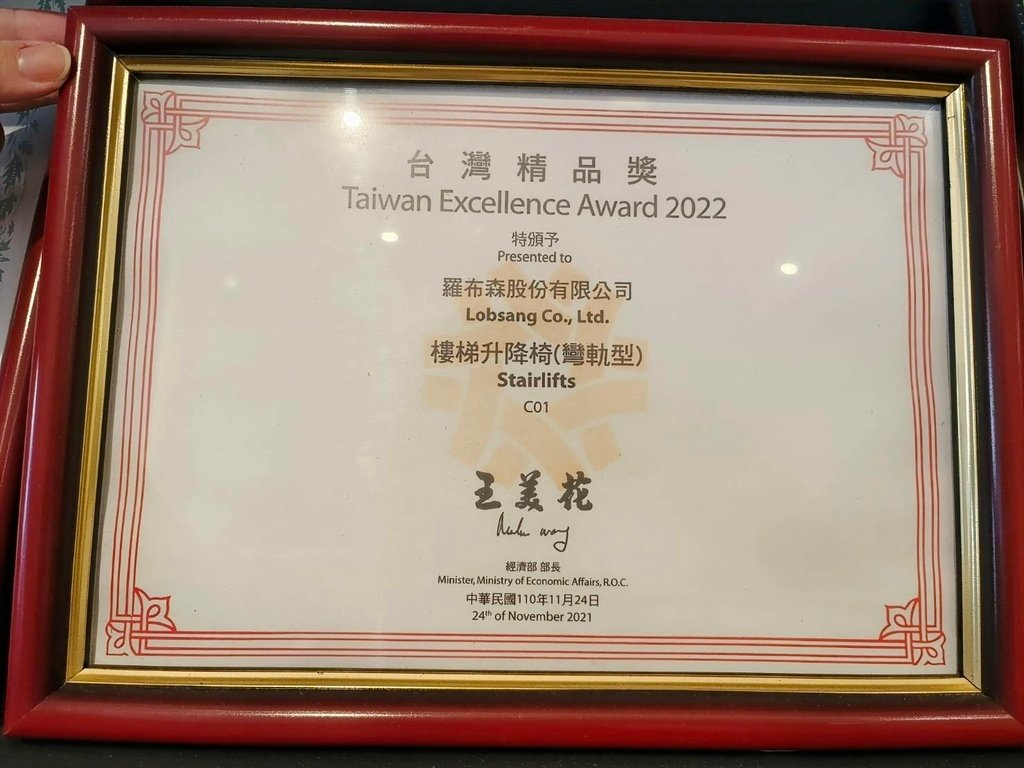 台灣精品獎
Taiwan Excellence Award 2022
特頒予
Presented to
羅布森股份有限公司
Lobsang Co., Ltd.
樓梯升降椅(彎軌型)
Stairlifts
C01
王美花
經濟部 部長
Minister, Ministry of Economic Affairs, R.O.C.
中華民國110年11月24日
24th of November 2021